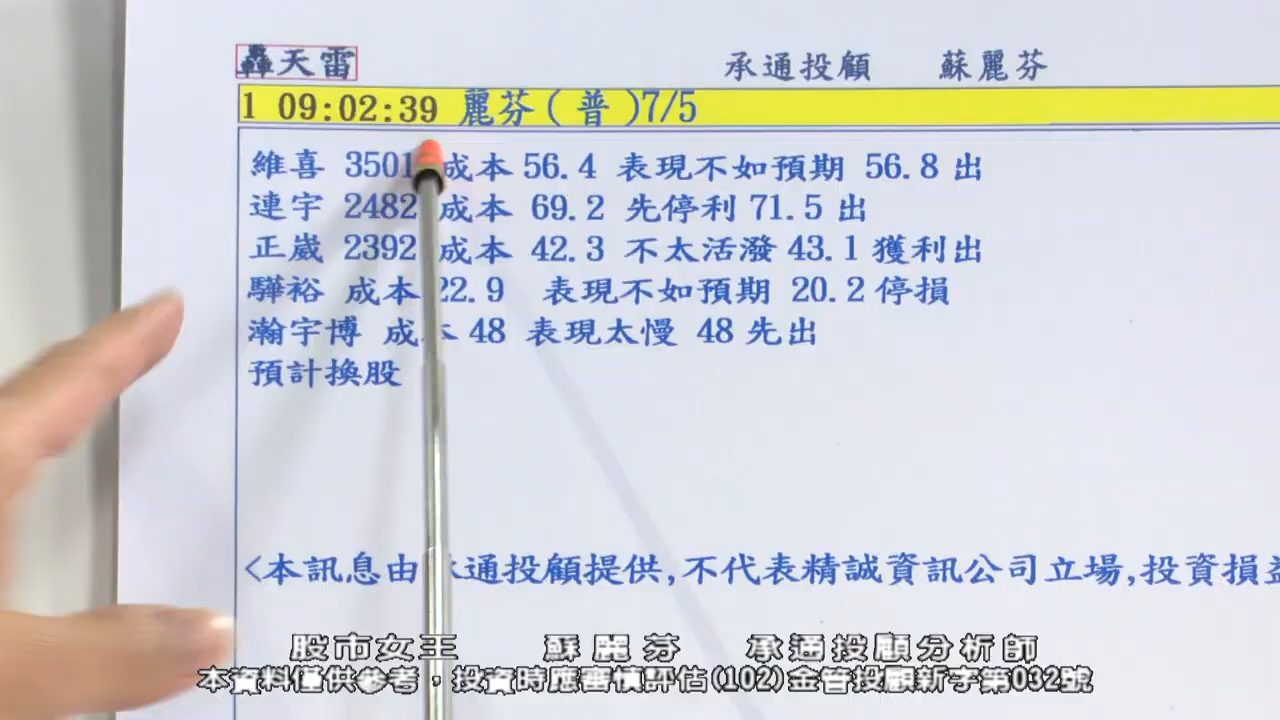 轟天雷 承通投顧 蘇麗芬
1 09:02:39 麗芬(普)7/5
維喜 3501 成本 56.4 表現不如預期 56.8 出
連宇 2482 成本 69.2 先停利 71.5 出
正崴 2392 成本 42.3 不太活潑 43.1 獲利出
驊裕 成本 22.9 表現不如預期 20.2 停損
瀚宇博 成本 48 表現太慢 48 先出
預計換股
<本訊息由承通投顧提供,不代表精誠資訊公司立場,投資損益
股市女王 蘇麗芬 承通投顧分析師
本資料僅供參考，投資時應審慎評估(102)金管投顧新字第032號